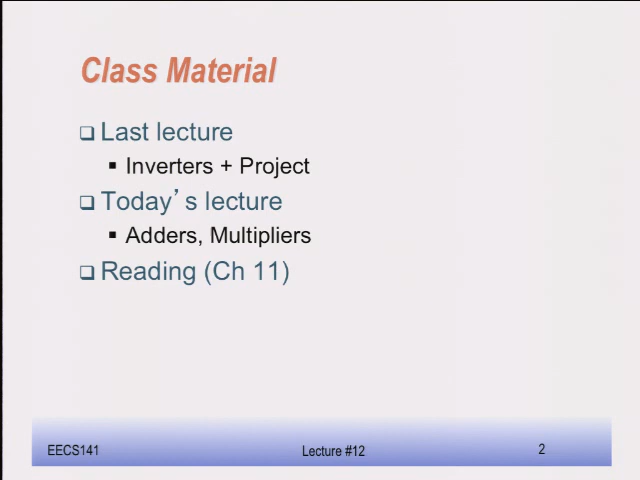 Class Material
❑ Last lecture
▪ Inverters + Project
❑ Today’s lecture
▪ Adders, Multipliers
❑ Reading (Ch 11)
EECS141 Lecture #12 2